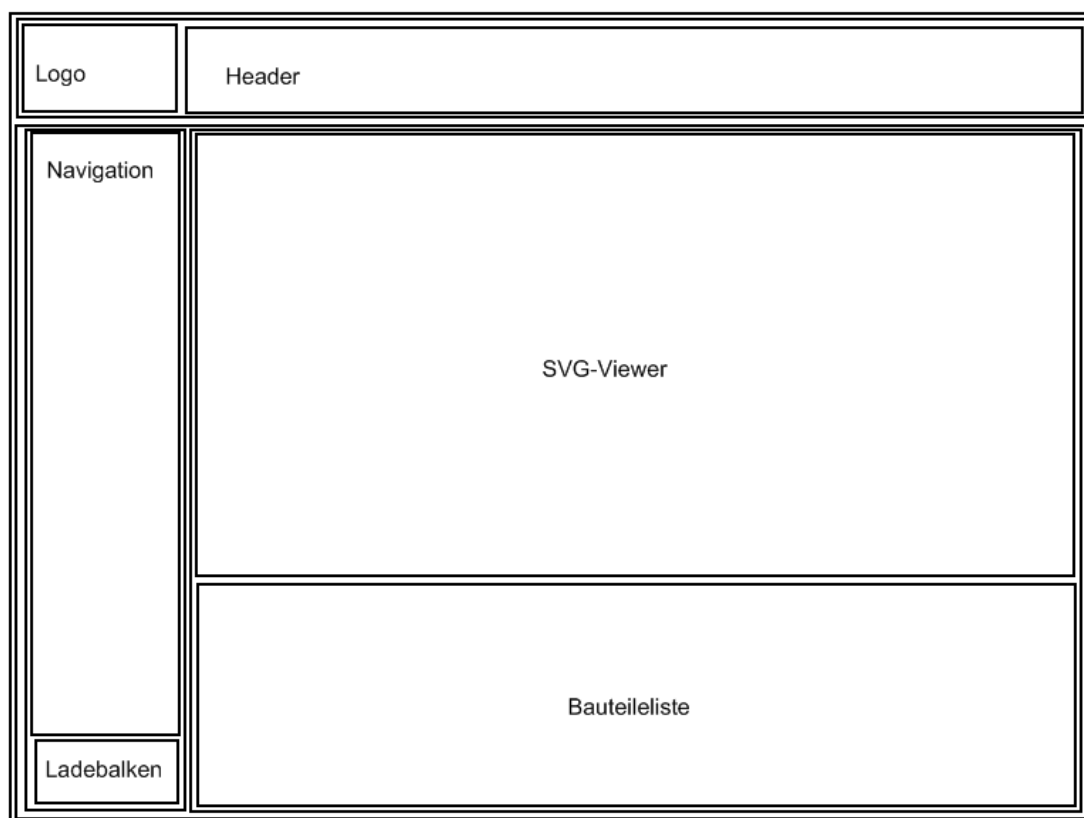 Logo
Header
Navigation
SVG-Viewer
Bauteileliste
Ladebalken